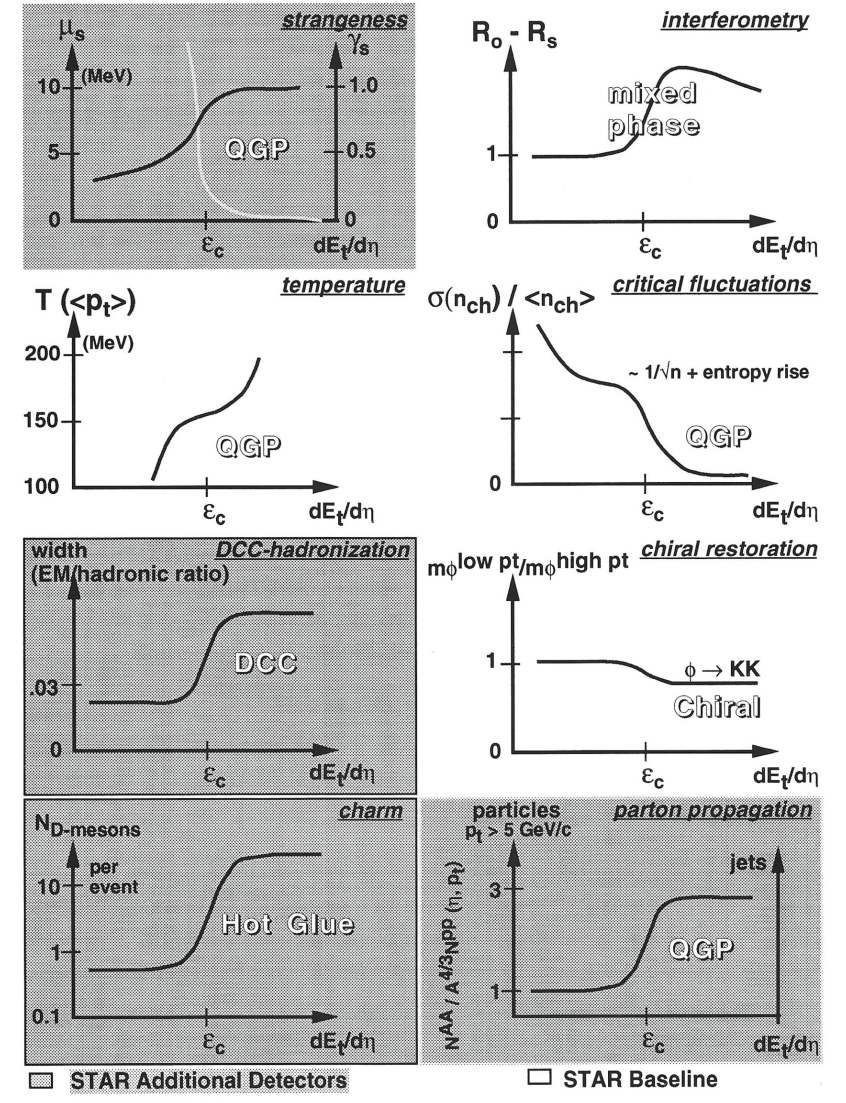 strangeness
μs
γs
10
(MeV)
1.0
QGP
5
0.5
0
0
εc
dEt/dη
interferometry
Ro - Rs
mixed
phase
1
0
εc
dEt/dη
temperature
T (<pt>)
(MeV)
200
150
QGP
100
εc
dEt/dη
critical fluctuations
σ(nch) / <nch>
~ 1/√n + entropy rise
QGP
0
εc
dEt/dη
width
DCC-hadronization
(EM/hadronic ratio)
DCC
.03
0
εc
dEt/dη
mϕlow pt/mϕhigh pt
chiral restoration
1
ϕ → KK
Chiral
0
εc
dEt/dη
charm
ND-mesons
per
event
10
Hot Glue
1
0.1
εc
dEt/dη
particles
parton propagation
pt > 5 GeV/c
jets
NAA / A4/3Npp (η, pt)
3
QGP
1
εc
dEt/dη
STAR Additional Detectors
STAR Baseline